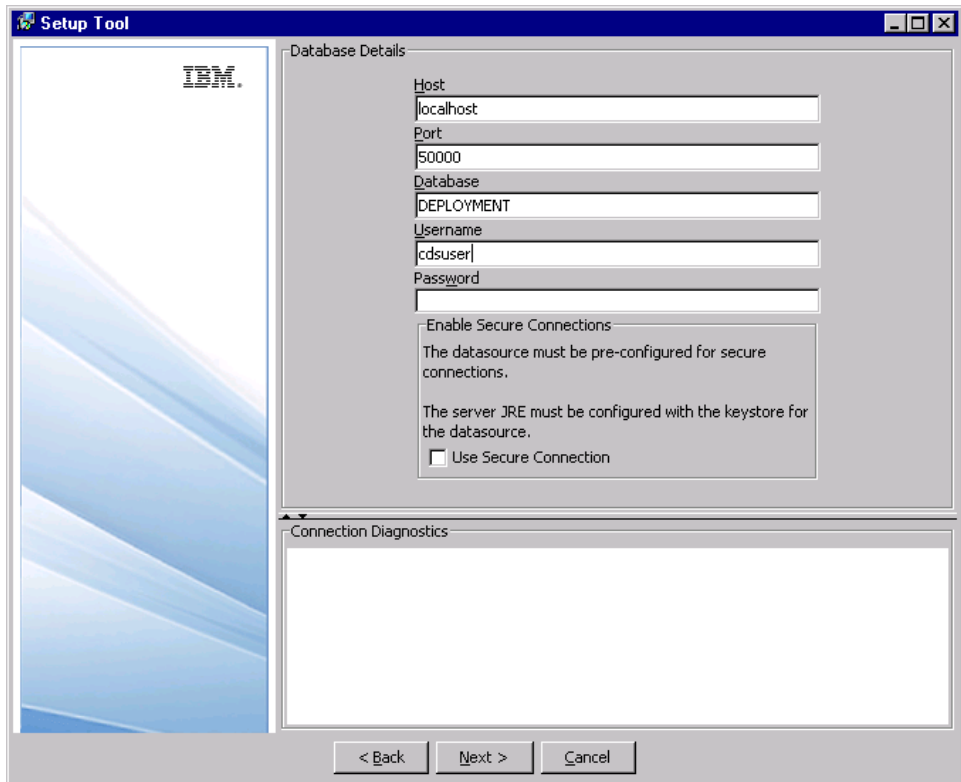 Setup Tool
IBM.
Database Details
Host
localhost
Port
50000
Database
DEPLOYMENT
Username
cdsuser
Password
Enable Secure Connections
The datasource must be pre-configured for secure
connections.
The server JRE must be configured with the keystore for
the datasource.
Use Secure Connection
Connection Diagnostics
< Back
Next >
Cancel